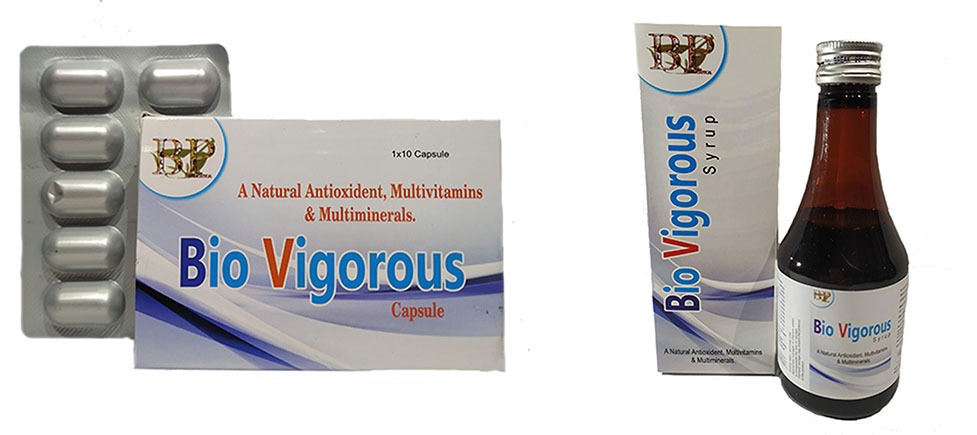 BP
1x10 Capsule
A Natural Antioxident, Multivitamins
& Multiminerals.
Bio Vigorous
Capsule
BP
Bio Vigorous
Syrup
A Natural Antioxident, Multivitamins
& Multiminerals.
BP
Bio Vigorous
Syrup
A Natural Antioxident, Multivitamins
& Multiminerals.